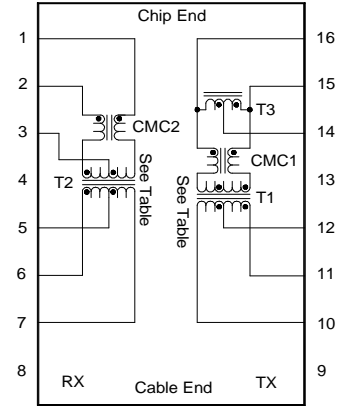 Chip End
1
16
2
15
3
CMC2
T3
14
4
T2
See Table
See Table
CMC1
T1
13
5
12
6
11
7
10
8
RX
Cable End
TX
9